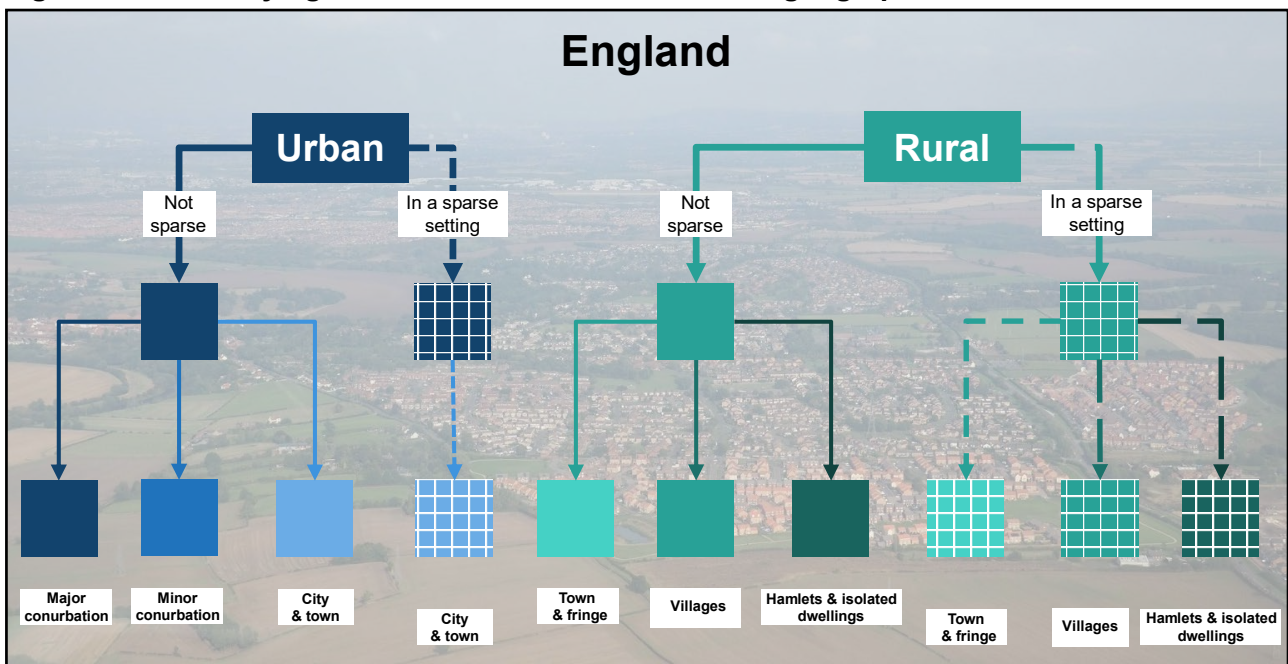 England
Urban
Rural
Not
sparse
In a sparse
setting
Not
sparse
In a sparse
setting
Major
conurbation
Minor
conurbation
City
& town
City
& town
Town
& fringe
Villages
Hamlets & isolated
dwellings
Town
& fringe
Villages
Hamlets & isolated
dwellings